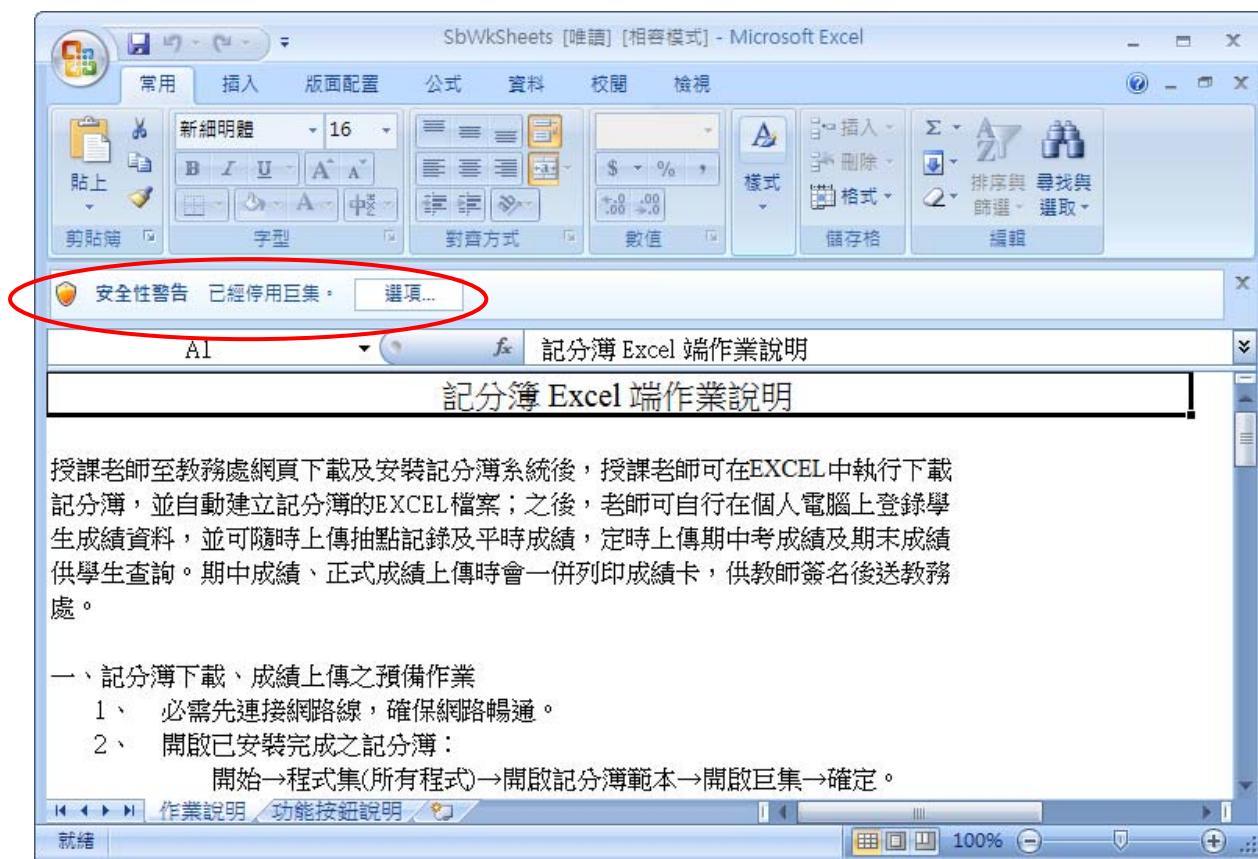 SbWkSheets [唯讀] [相容模式] - Microsoft Excel
常用 插入 版面配置 公式 資料 校閱 檢視
新細明體 16
插入
B I U A A
$ % ,
刪除
貼上
樣式
排序與 尋找與
A 中
.0 .00
.00 .0
格式
篩選 選取
剪貼簿 字型 對齊方式 數值 儲存格 編輯
安全性警告 已經停用巨集。 選項...
A1 fx 記分簿 Excel 端作業說明
記分簿 Excel 端作業說明
授課老師至教務處網頁下載及安裝記分簿系統後，授課老師可在EXCEL中執行下載
記分簿，並自動建立記分簿的EXCEL檔案；之後，老師可自行在個人電腦上登錄學
生成績資料，並可隨時上傳抽點記錄及平時成績，定時上傳期中考成績及期末成績
供學生查詢。期中成績、正式成績上傳時會一併列印成績卡，供教師簽名後送教務
處。
一、記分簿下載、成績上傳之預備作業
1、 必需先連接網路線，確保網路暢通。
2、 開啟已安裝完成之記分簿：
開始→程式集(所有程式)→開啟記分簿範本→開啟巨集→確定。
作業說明 功能按鈕說明
就緒 100%